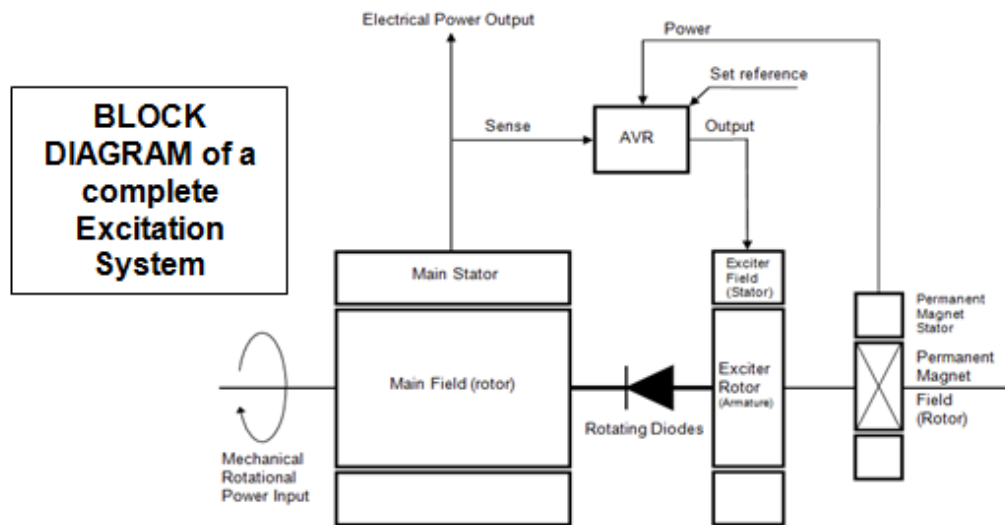 Electrical Power Output
Power
Set reference
BLOCK
DIAGRAM of a
complete
Excitation
System
Sense
AVR
Output
Main Stator
Exciter
Field
(Stator)
Permanent
Magnet
Stator
Main Field (rotor)
Exciter
Rotor
(Armature)
Permanent
Magnet
Field
(Rotor)
Rotating Diodes
Mechanical
Rotational
Power Input